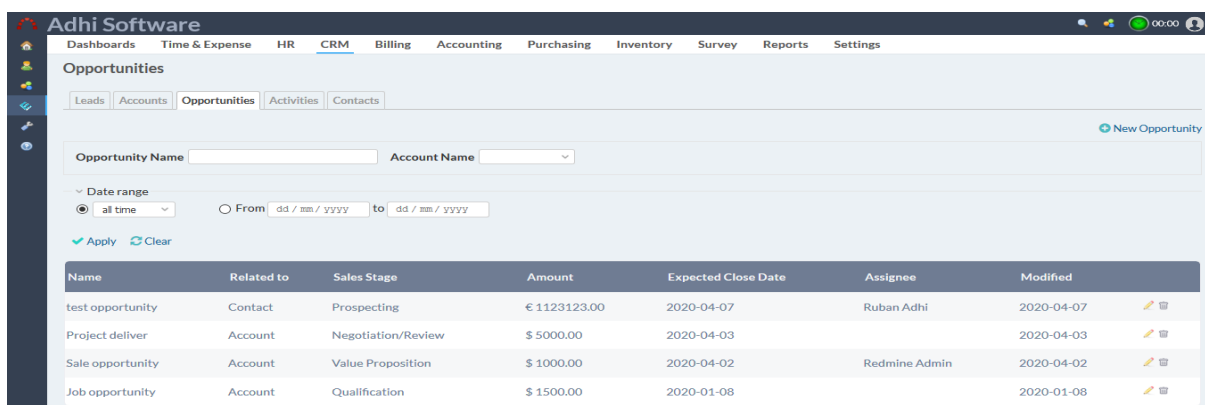 Adhi Software
00:00
Dashboards Time & Expense HR CRM Billing Accounting Purchasing Inventory Survey Reports Settings
Opportunities
Leads Accounts Opportunities Activities Contacts
New Opportunity
Opportunity Name Account Name
Date range
all time From dd / mm / yyyy to dd / mm / yyyy
Apply Clear
Name Related to Sales Stage Amount Expected Close Date Assignee Modified
test opportunity Contact Prospecting € 1123123.00 2020-04-07 Ruban Adhi 2020-04-07
Project deliver Account Negotiation/Review $ 5000.00 2020-04-03 2020-04-03
Sale opportunity Account Value Proposition $ 1000.00 2020-04-02 Redmine Admin 2020-04-02
Job opportunity Account Qualification $ 1500.00 2020-01-08 2020-01-08